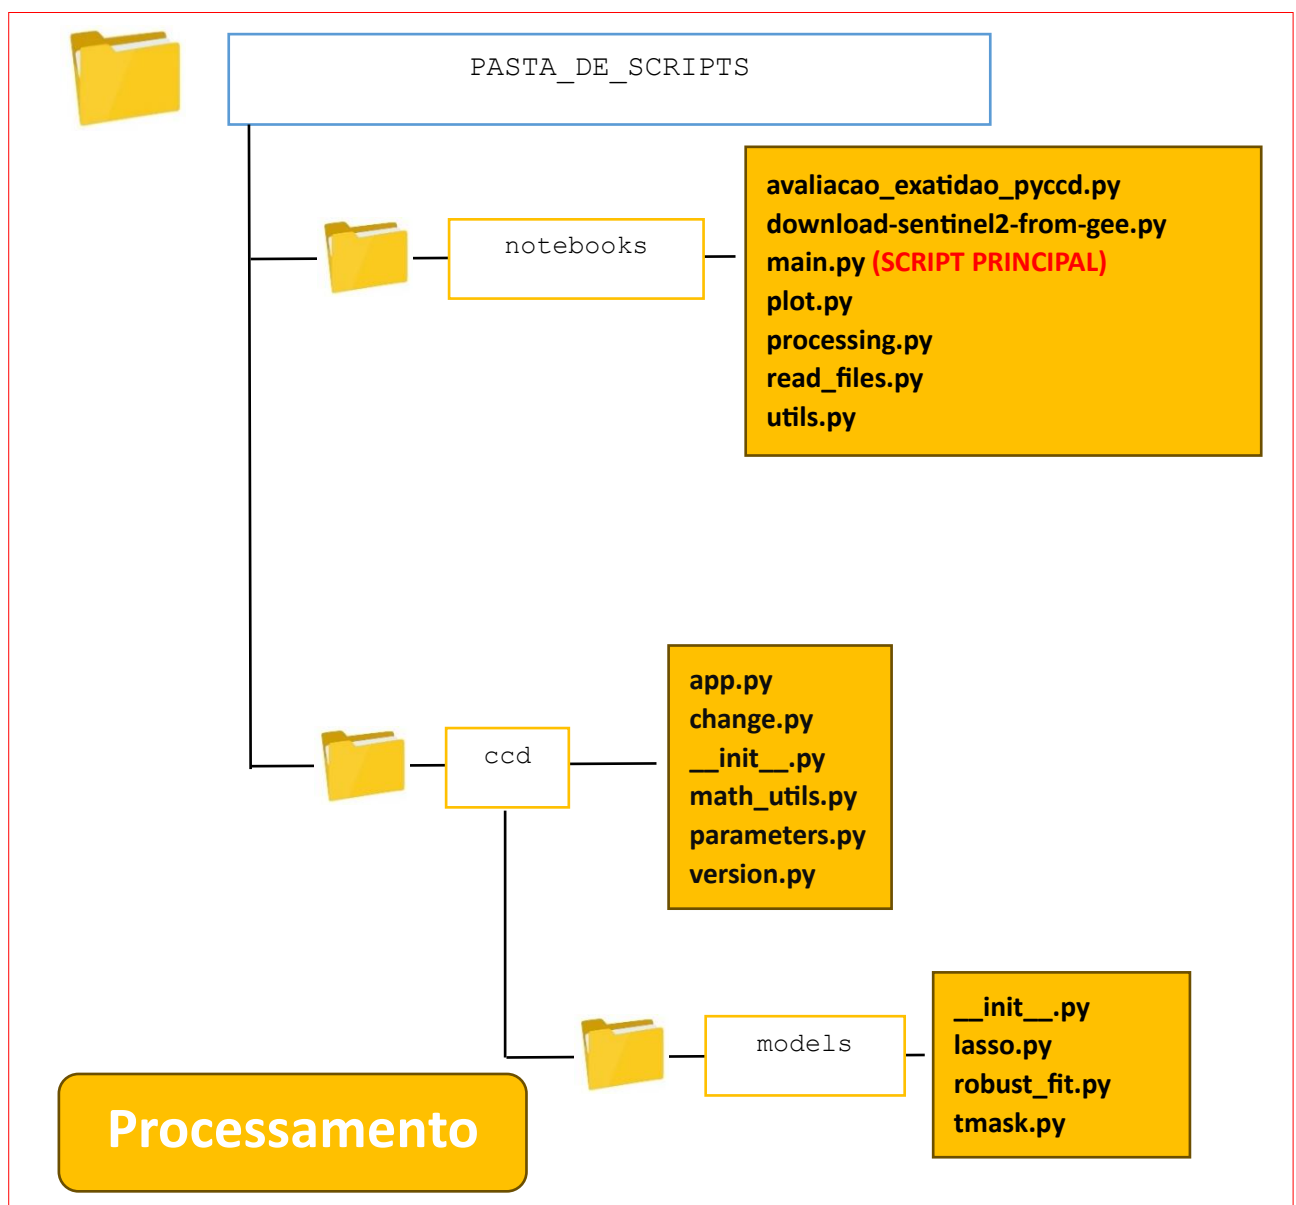 PASTA_DE_SCRIPTS
avaliacao_exatidao_pyccd.py
download-sentinel2-from-gee.py
main.py (SCRIPT PRINCIPAL)
plot.py
processing.py
read_files.py
utils.py
notebooks
app.py
change.py
__init__.py
math_utils.py
parameters.py
version.py
ccd
__init__.py
lasso.py
robust_fit.py
tmask.py
models
Processamento